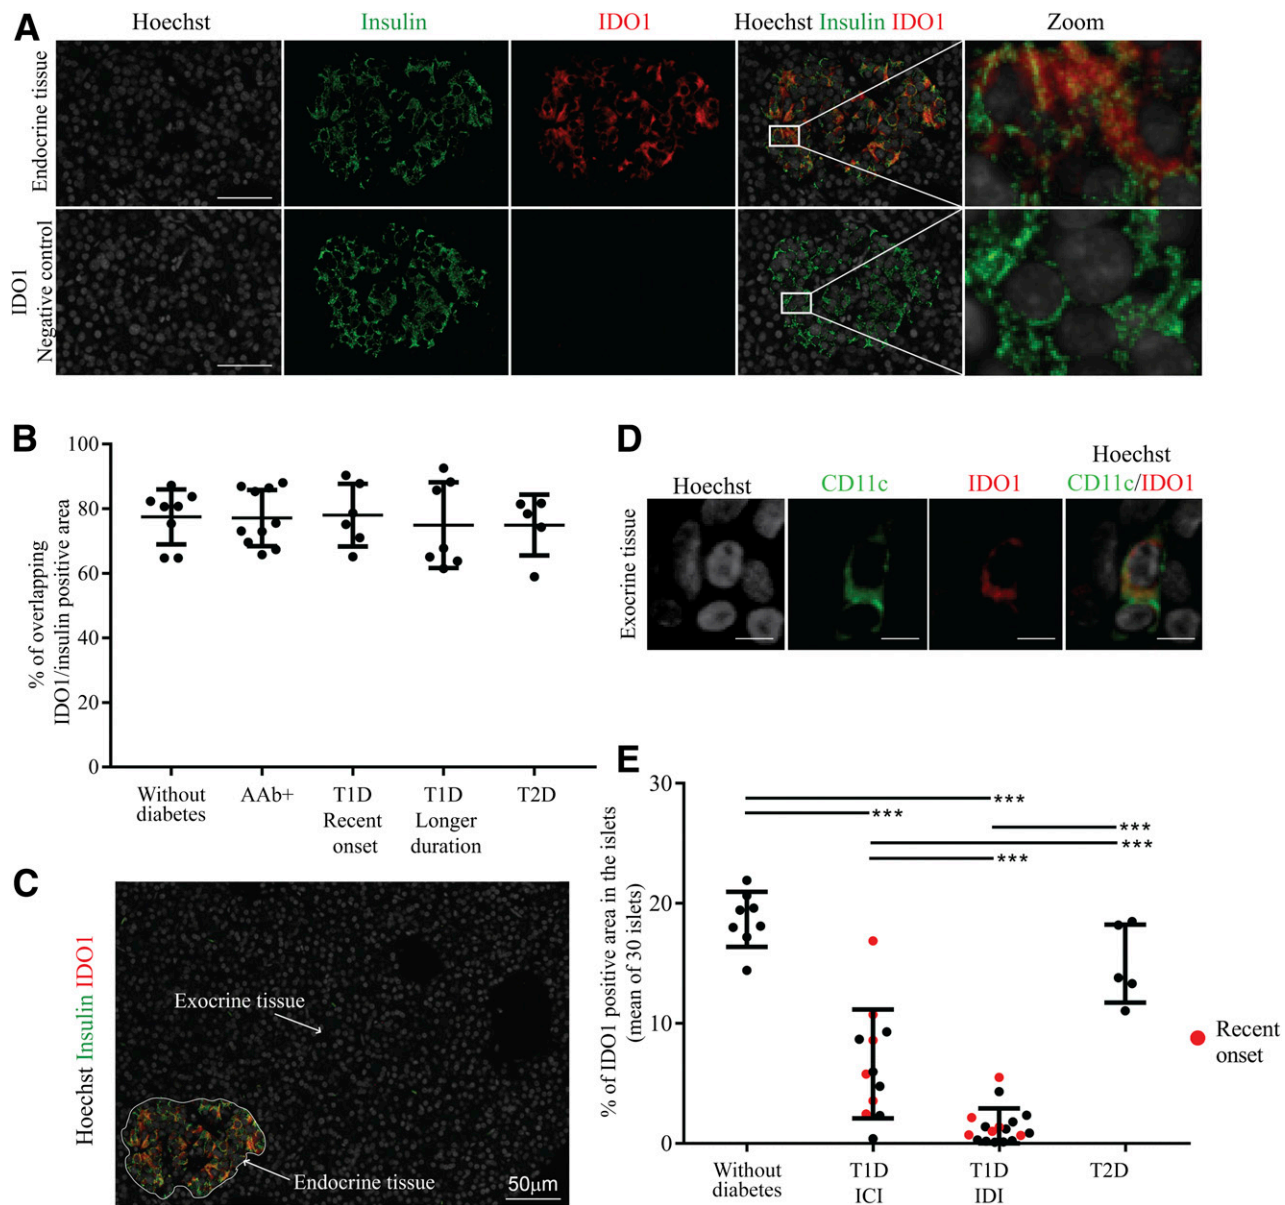 A
Hoechst
Insulin
IDO1
Hoechst Insulin IDO1
Zoom
Endocrine tissue
IDO1
Negative control
B
% of overlapping
IDO1/insulin positive area
100
80
60
40
20
0
Without
diabetes
AAb+
T1D
Recent
onset
T1D
Longer
duration
T2D
C
Hoechst Insulin IDO1
Exocrine tissue
Endocrine tissue
50μm
D
Hoechst
CD11c
IDO1
Hoechst
CD11c/IDO1
Exocrine tissue
E
% of IDO1 positive area in the islets
(mean of 30 islets)
30
20
10
0
***
***
***
***
***
Without
diabetes
T1D
ICI
T1D
IDI
T2D
Recent
onset